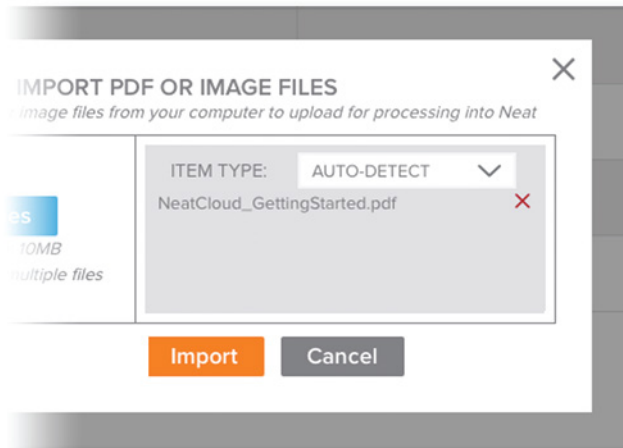 IMPORT PDF OR IMAGE FILES
image files from your computer to upload for processing into Neat
ITEM TYPE: AUTO-DETECT
NeatCloud_GettingStarted.pdf
es
10MB
multiple files
Import Cancel